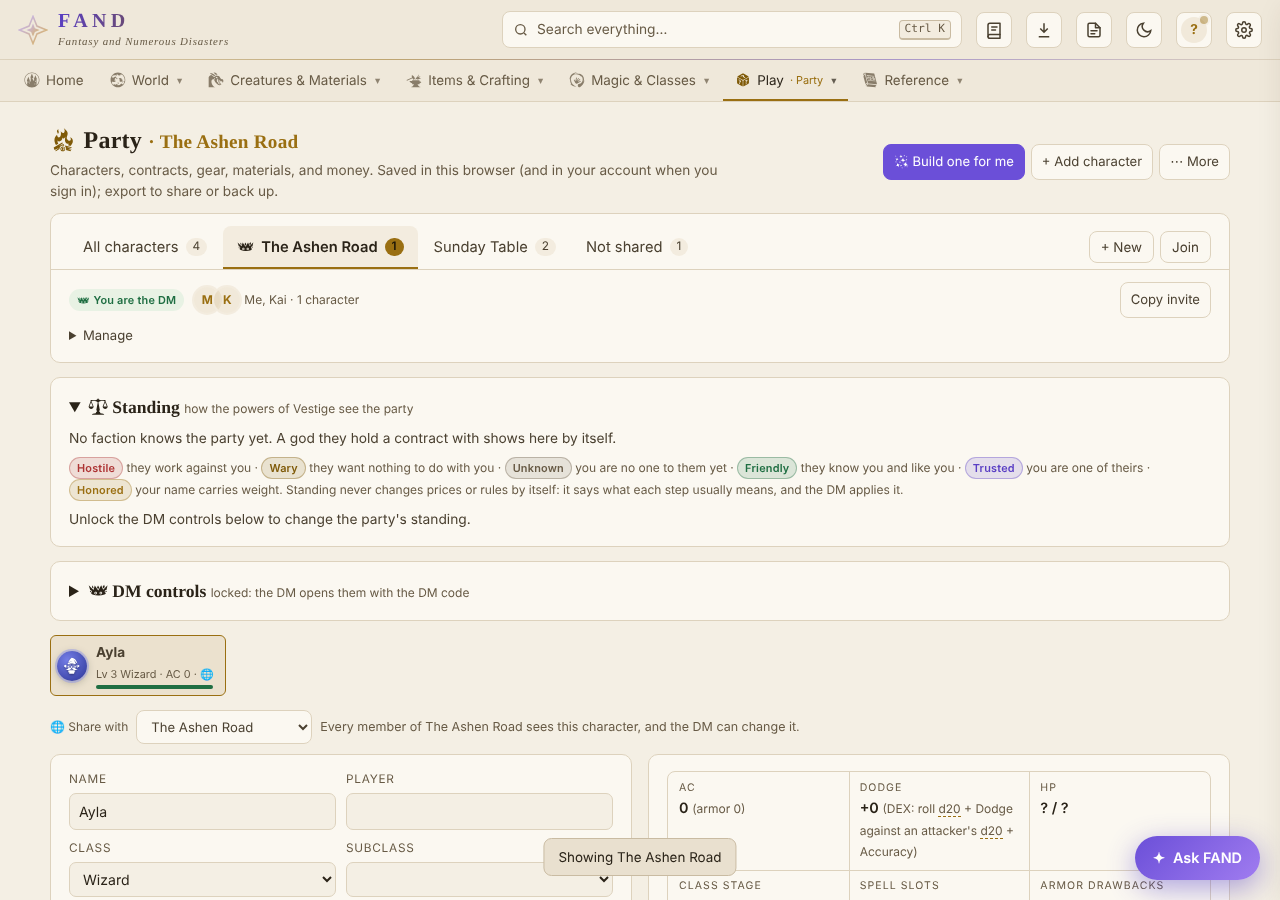 FAND
Fantasy and Numerous Disasters
Search everything...
Ctrl K
?
Home
World
Creatures & Materials
Items & Crafting
Magic & Classes
Play · Party
Reference
Party · The Ashen Road
Characters, contracts, gear, materials, and money. Saved in this browser (and in your account when you
sign in); export to share or back up.
Build one for me
+ Add character
⋯ More
All characters 4
The Ashen Road 1
Sunday Table 2
Not shared 1
+ New
Join
You are the DM
M K Me, Kai · 1 character
Copy invite
Manage
Standing how the powers of Vestige see the party
No faction knows the party yet. A god they hold a contract with shows here by itself.
Hostile they work against you · Wary they want nothing to do with you · Unknown you are no one to them yet · Friendly they know you and like you · Trusted you are one of theirs ·
Honored your name carries weight. Standing never changes prices or rules by itself: it says what each step usually means, and the DM applies it.
Unlock the DM controls below to change the party's standing.
DM controls locked: the DM opens them with the DM code
Ayla
Lv 3 Wizard · AC 0 · 🌐
🌐 Share with The Ashen Road Every member of The Ashen Road sees this character, and the DM can change it.
NAME
PLAYER
Ayla
CLASS
SUBCLASS
Wizard
AC
0 (armor 0)
DODGE
+0 (DEX: roll d20 + Dodge
against an attacker's d20 +
Accuracy)
HP
? / ?
CLASS STAGE
SPELL SLOTS
ARMOR DRAWBACKS
Showing The Ashen Road
Ask FAND